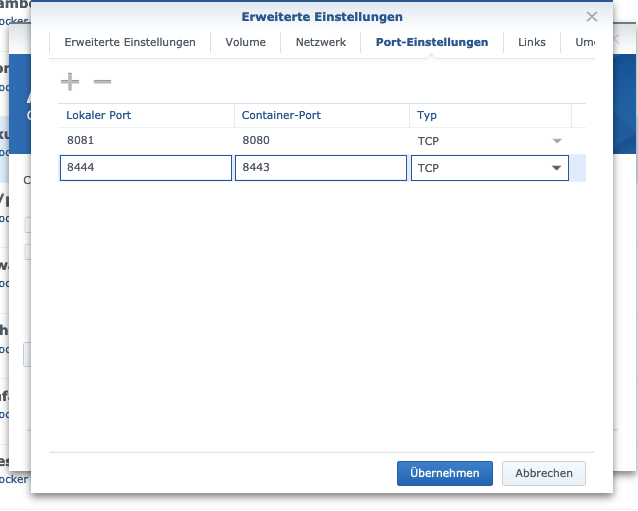 Erweiterte Einstellungen
Erweiterte Einstellungen Volume Netzwerk Port-Einstellungen Links
Lokaler Port Container-Port Typ
8081 8080 TCP
8444 8443 TCP
Übernehmen Abbrechen
ocker